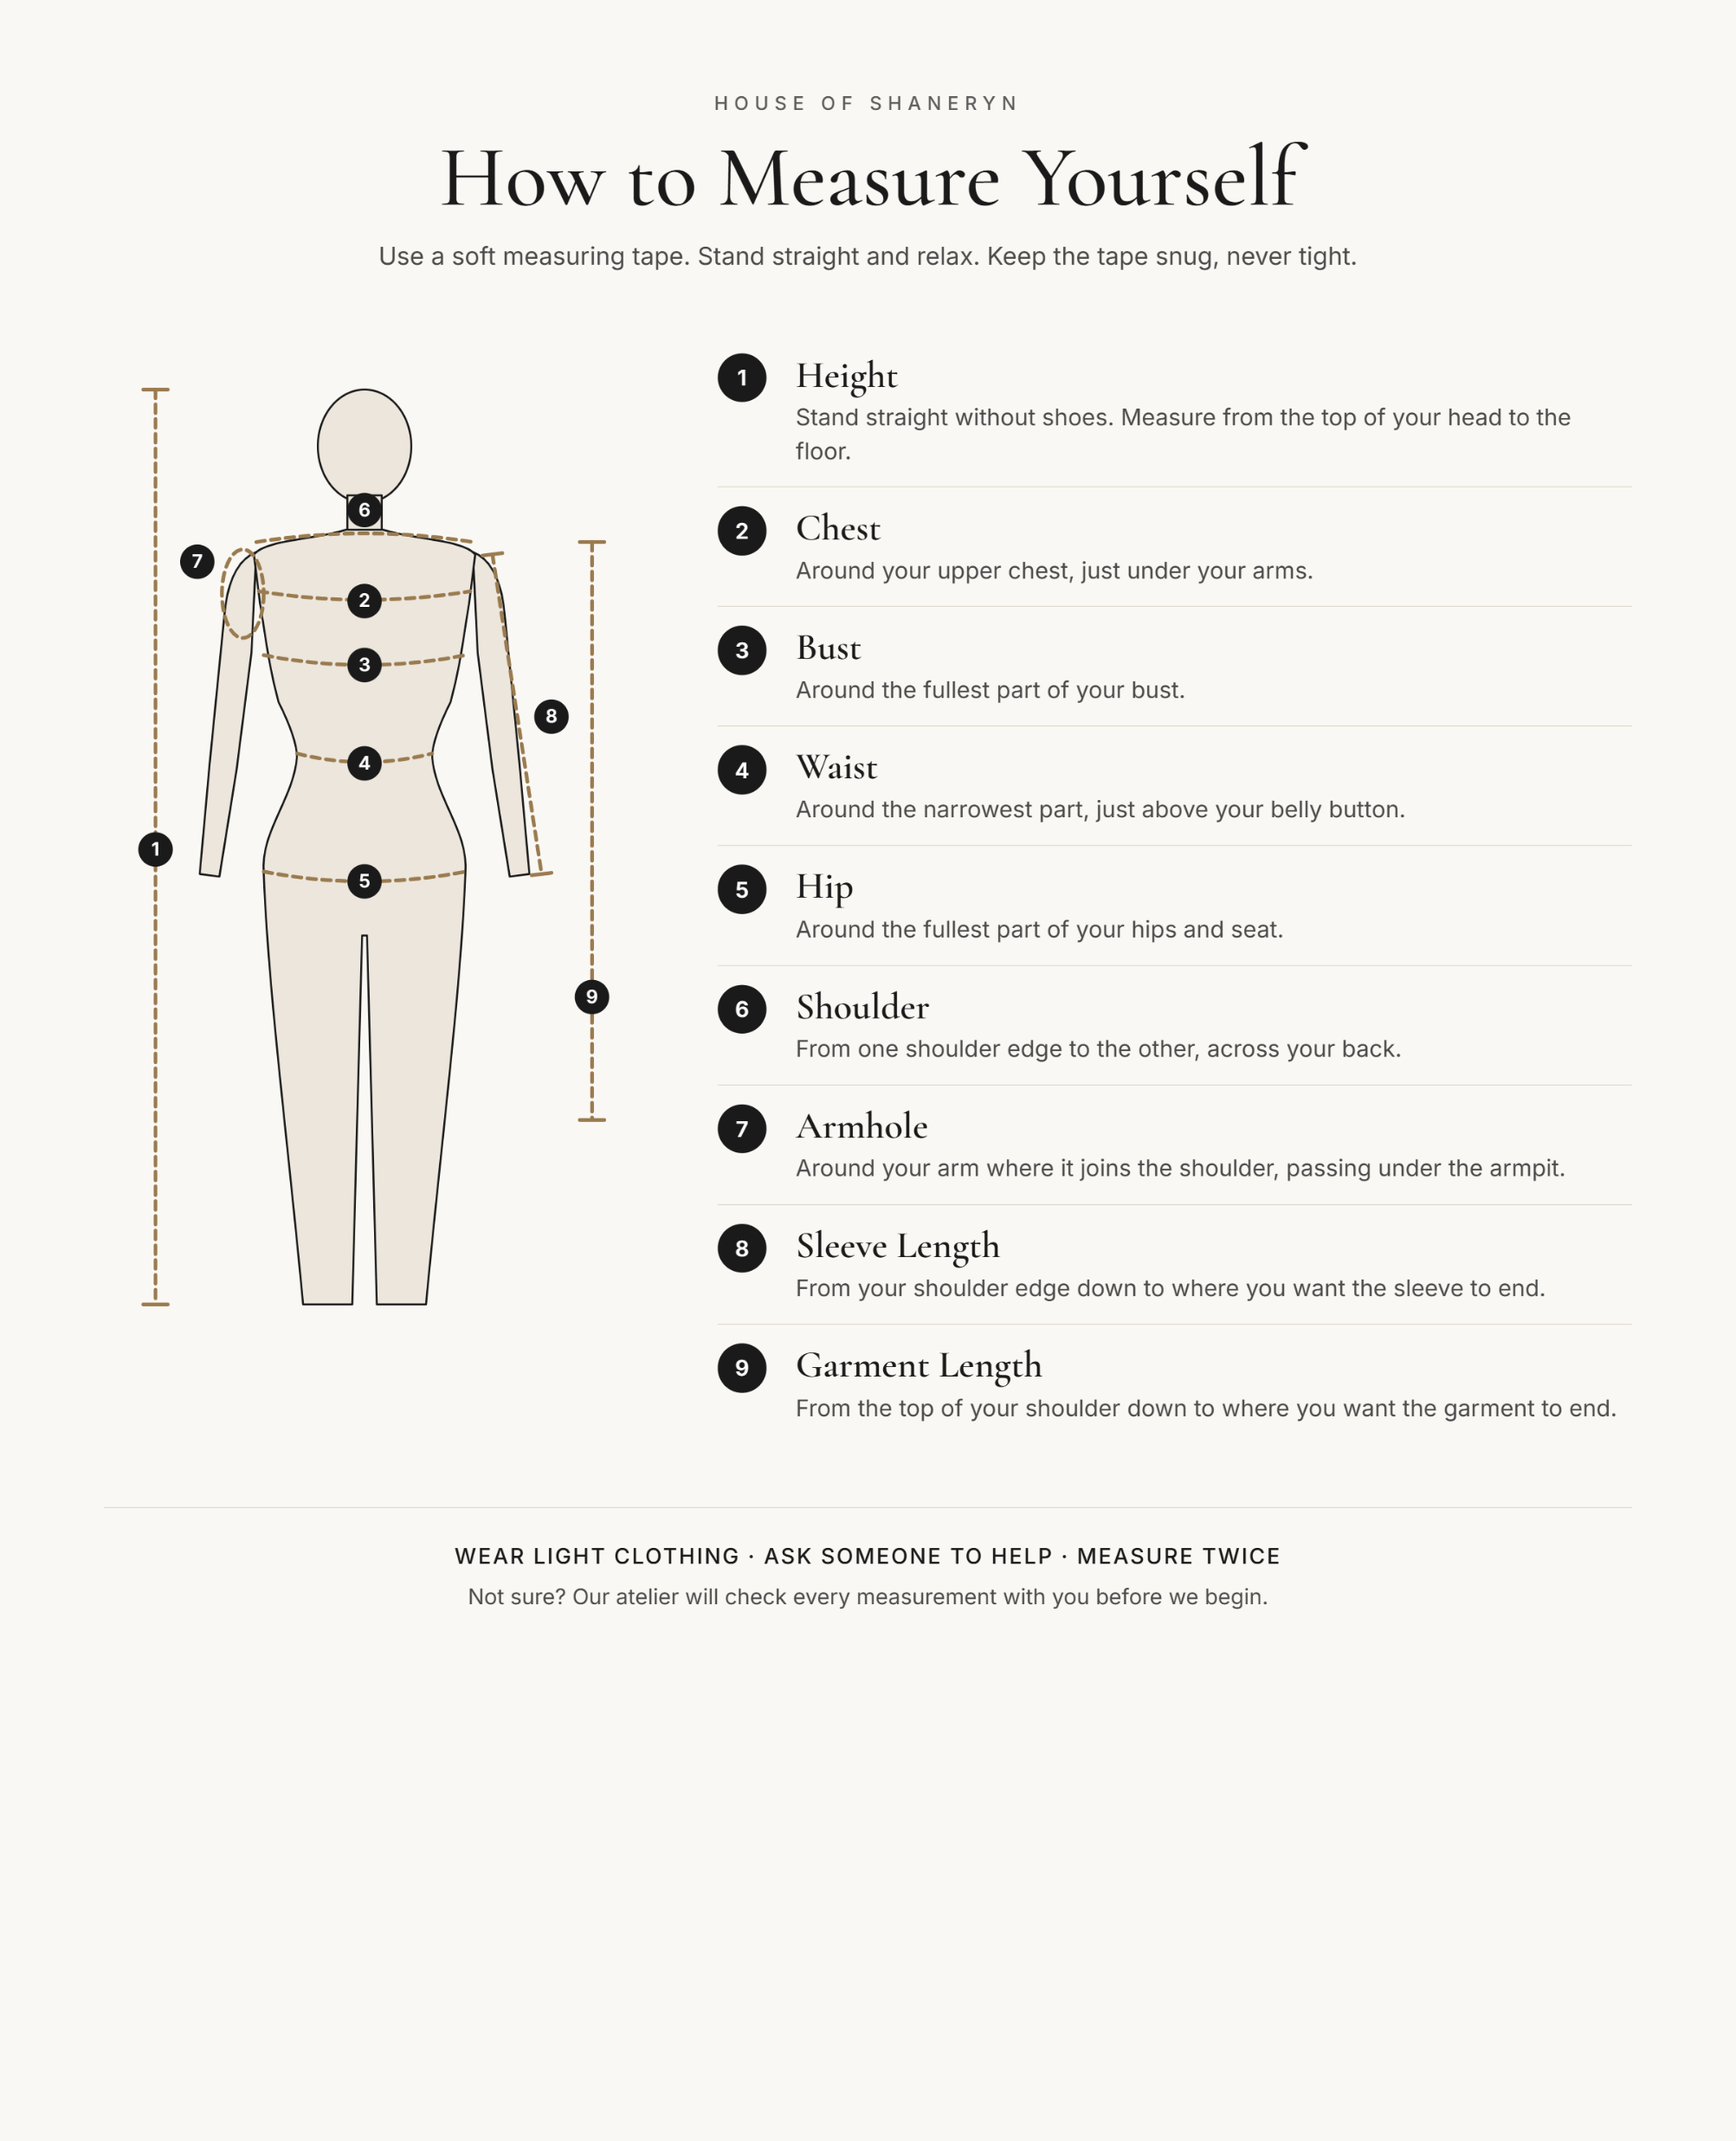 HOUSE OF SHANERYN
How to Measure Yourself
Use a soft measuring tape. Stand straight and relax. Keep the tape snug, never tight.
6
7
2
3
8
4
1
5
9
1 Height
Stand straight without shoes. Measure from the top of your head to the
floor.
2 Chest
Around your upper chest, just under your arms.
3 Bust
Around the fullest part of your bust.
4 Waist
Around the narrowest part, just above your belly button.
5 Hip
Around the fullest part of your hips and seat.
6 Shoulder
From one shoulder edge to the other, across your back.
7 Armhole
Around your arm where it joins the shoulder, passing under the armpit.
8 Sleeve Length
From your shoulder edge down to where you want the sleeve to end.
9 Garment Length
From the top of your shoulder down to where you want the garment to end.
WEAR LIGHT CLOTHING · ASK SOMEONE TO HELP · MEASURE TWICE
Not sure? Our atelier will check every measurement with you before we begin.